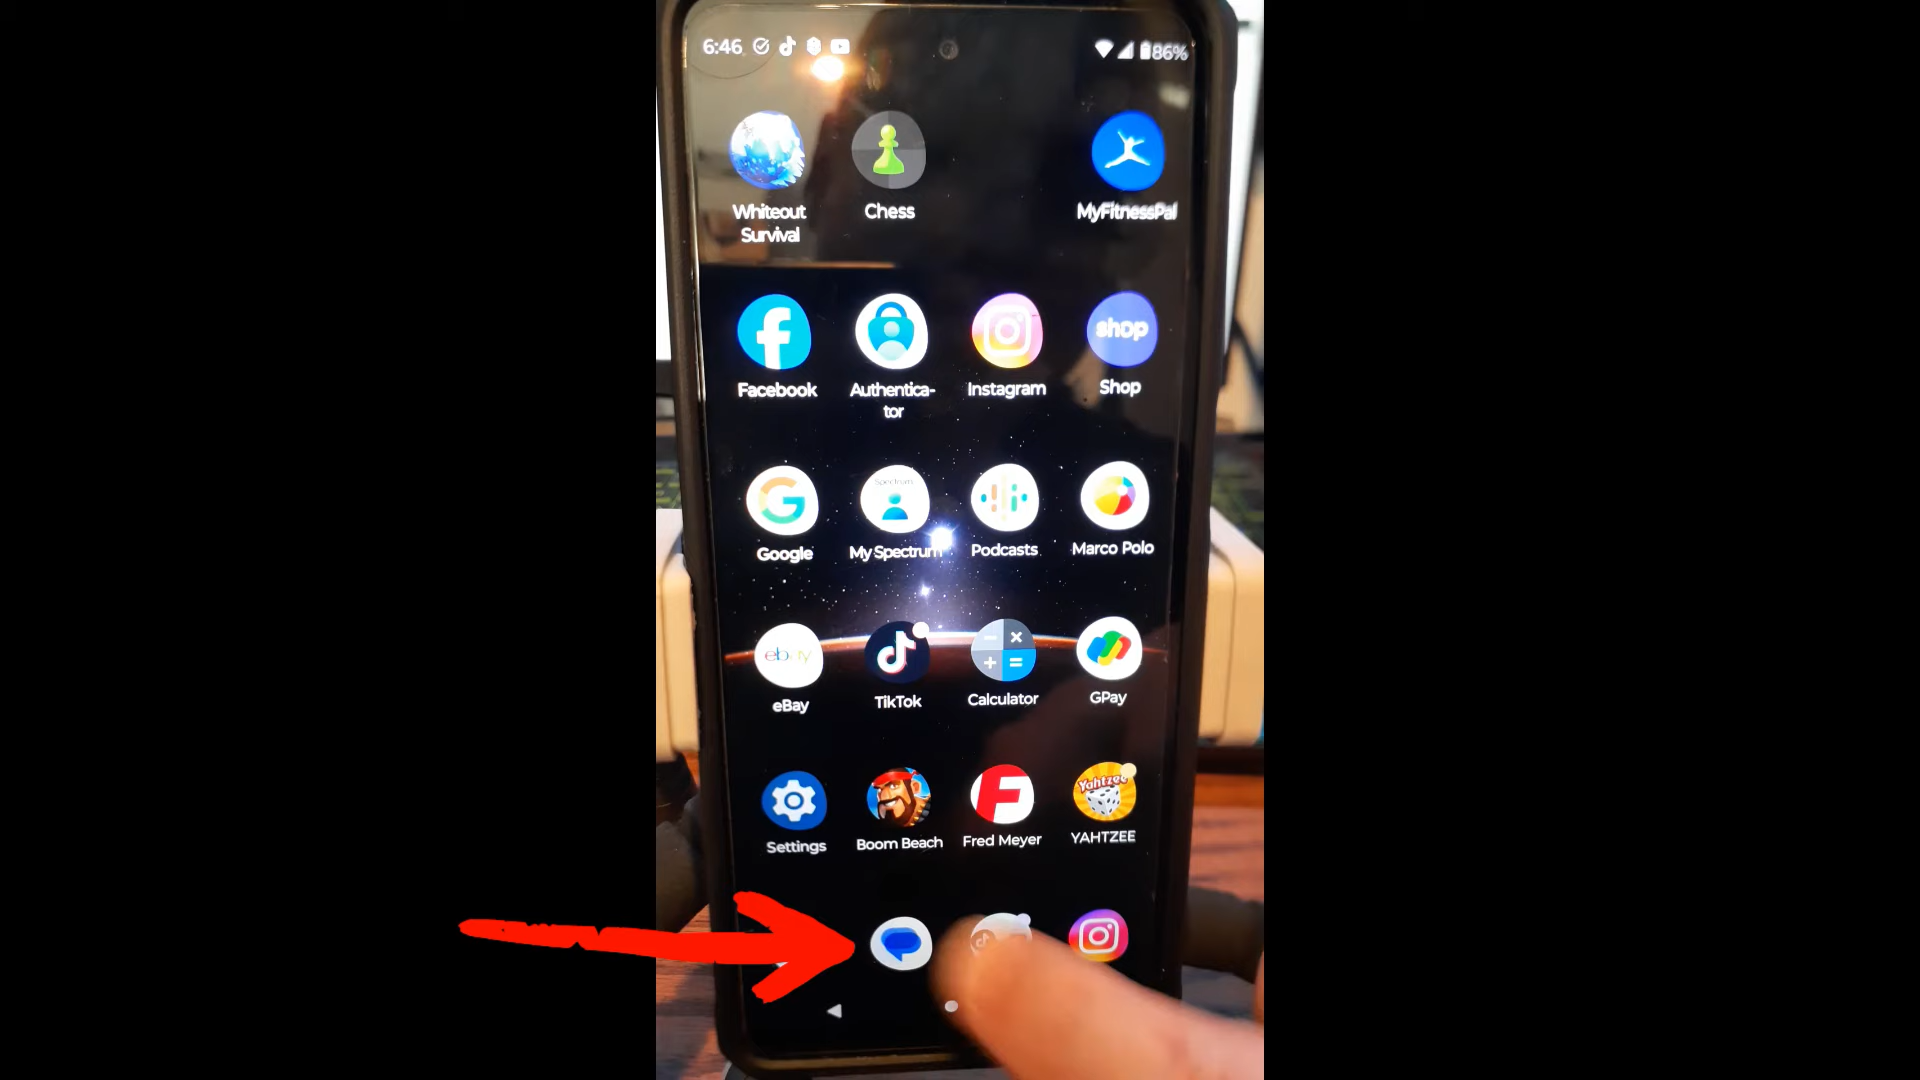 6:46
86%
Whiteout
Survival
Chess
MyFitnessPal
shop
Facebook
Authentica-
tor
Instagram
Shop
Spectrum
Google
My Spectrum
Podcasts
Marco Polo
ebay
eBay
TikTok
Calculator
GPay
Yahtzee
Settings
Boom Beach
Fred Meyer
YAHTZEE